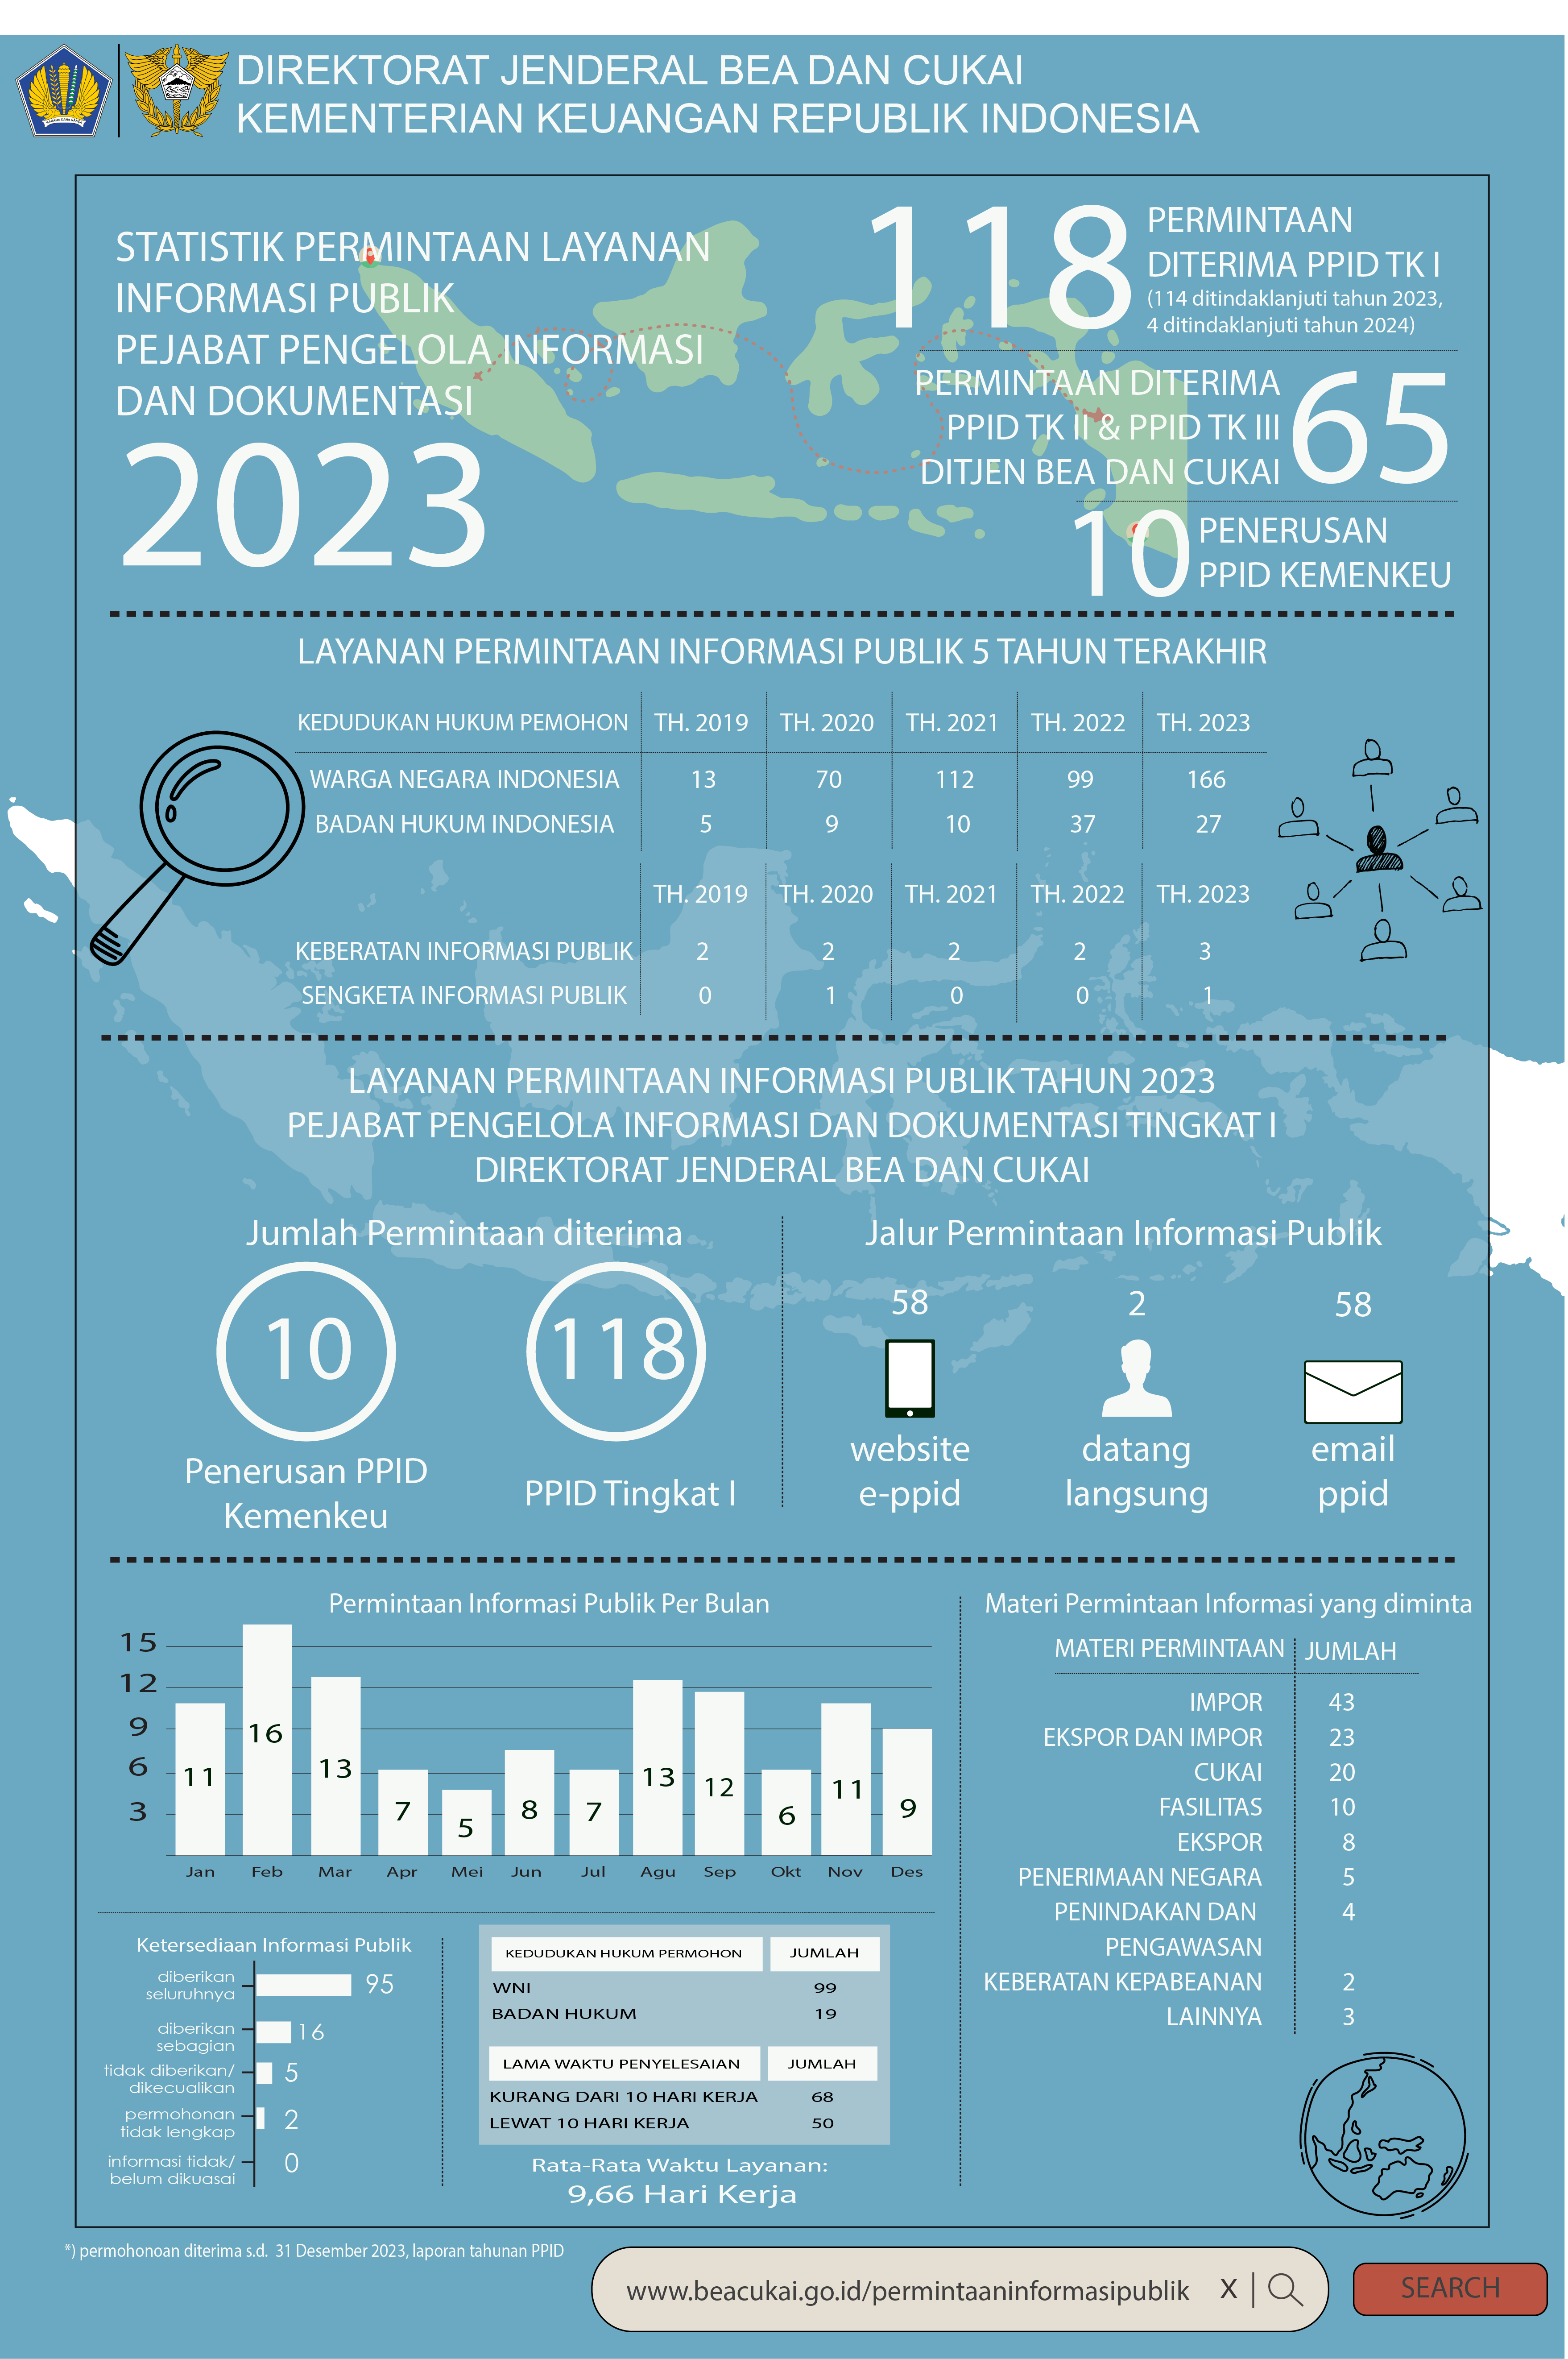 DIREKTORAT JENDERAL BEA DAN CUKAI
KEMENTERIAN KEUANGAN REPUBLIK INDONESIA
STATISTIK PERMINTAAN LAYANAN
INFORMASI PUBLIK
PEJABAT PENGELOLA INFORMASI
DAN DOKUMENTASI
2023
118
PERMINTAAN
DITERIMA PPID TK I
(114 ditindaklanjuti tahun 2023,
4 ditindaklanjuti tahun 2024)
PERMINTAAN DITERIMA
PPID TK II & PPID TK III
DITJEN BEA DAN CUKAI
65
10
PENERUSAN
PPID KEMENKEU
LAYANAN PERMINTAAN INFORMASI PUBLIK 5 TAHUN TERAKHIR
KEDUDUKAN HUKUM PEMOHON TH. 2019 TH. 2020 TH. 2021 TH. 2022 TH. 2023
WARGA NEGARA INDONESIA 13 70 112 99 166
BADAN HUKUM INDONESIA 5 9 10 37 27
TH. 2019 TH. 2020 TH. 2021 TH. 2022 TH. 2023
KEBERATAN INFORMASI PUBLIK 2 2 2 2 3
SENGKETA INFORMASI PUBLIK 0 1 0 0 1
LAYANAN PERMINTAAN INFORMASI PUBLIK TAHUN 2023
PEJABAT PENGELOLA INFORMASI DAN DOKUMENTASI TINGKAT I
DIREKTORAT JENDERAL BEA DAN CUKAI
Jumlah Permintaan diterima
10
Penerusan PPID
Kemenkeu
118
PPID Tingkat I
Jalur Permintaan Informasi Publik
58 2 58
website
e-ppid
datang
langsung
email
ppid
Permintaan Informasi Publik Per Bulan
15
12
9
6
3
11 16 13 7 5 8 7 13 12 6 11 9
Jan Feb Mar Apr Mei Jun Jul Agu Sep Okt Nov Des
Materi Permintaan Informasi yang diminta
MATERI PERMINTAAN JUMLAH
IMPOR 43
EKSPOR DAN IMPOR 23
CUKAI 20
FASILITAS 10
EKSPOR 8
PENERIMAAN NEGARA 5
PENINDAKAN DAN 4
PENGAWASAN
KEBERATAN KEPABEANAN 2
LAINNYA 3
Ketersediaan Informasi Publik
diberikan
seluruhnya
95
diberikan
sebagian
16
tidak diberikan/
dikecualikan
5
permohonan
tidak lengkap
2
informasi tidak/
belum dikuasai
0
KEDUDUKAN HUKUM PERMOHON JUMLAH
WNI 99
BADAN HUKUM 19
LAMA WAKTU PENYELESAIAN JUMLAH
KURANG DARI 10 HARI KERJA 68
LEWAT 10 HARI KERJA 50
Rata-Rata Waktu Layanan:
9,66 Hari Kerja
*) permohonoan diterima s.d. 31 Desember 2023, laporan tahunan PPID
www.beacukai.go.id/permintaaninformasipublik X
SEARCH